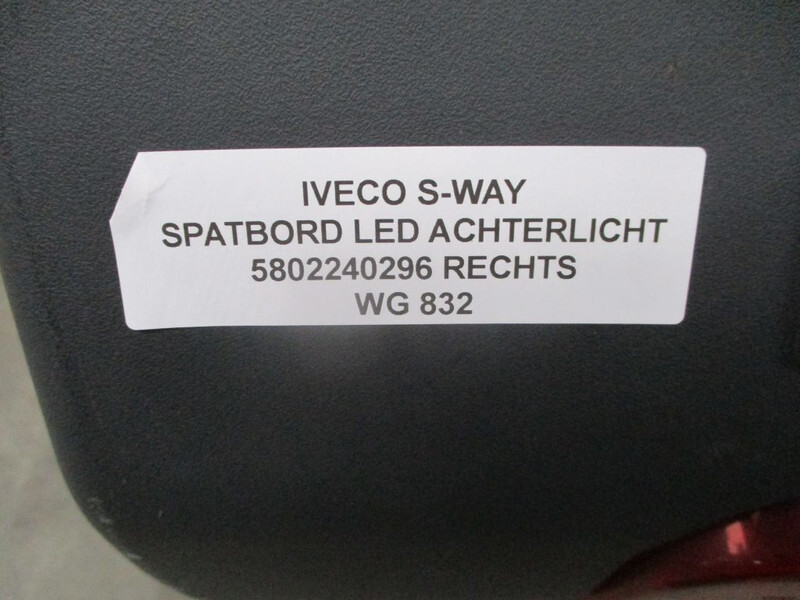 IVECO S-WAY
SPATBORD LED ACHTERLICHT
5802240296 RECHTS
WG 832